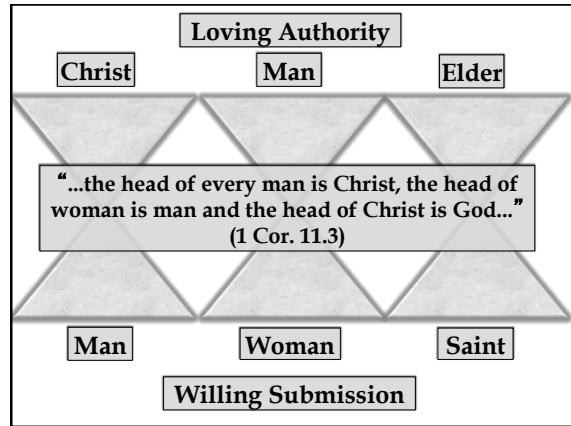 Loving Authority
Christ Man Elder
“...the head of every man is Christ, the head of
woman is man and the head of Christ is God...”
(1 Cor. 11.3)
Man Woman Saint
Willing Submission